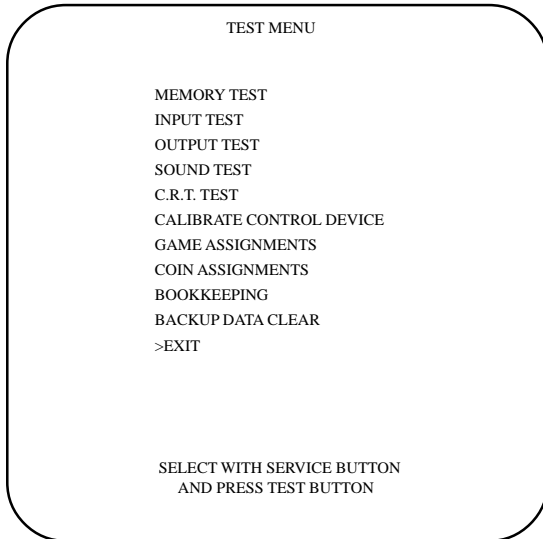 TEST MENU
MEMORY TEST
INPUT TEST
OUTPUT TEST
SOUND TEST
C.R.T. TEST
CALIBRATE CONTROL DEVICE
GAME ASSIGNMENTS
COIN ASSIGNMENTS
BOOKKEEPING
BACKUP DATA CLEAR
>EXIT
SELECT WITH SERVICE BUTTON
AND PRESS TEST BUTTON